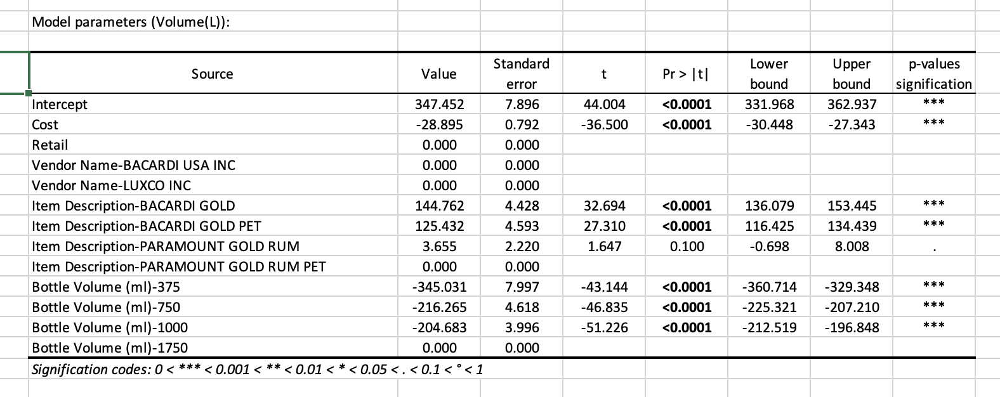 Model parameters (Volume(L)):
Source Value Standard error t Pr > |t| Lower bound Upper bound p-values signification
Intercept 347.452 7.896 44.004 <0.0001 331.968 362.937 ***
Cost -28.895 0.792 -36.500 <0.0001 -30.448 -27.343 ***
Retail 0.000 0.000
Vendor Name-BACARDI USA INC 0.000 0.000
Vendor Name-LUXCO INC 0.000 0.000
Item Description-BACARDI GOLD 144.762 4.428 32.694 <0.0001 136.079 153.445 ***
Item Description-BACARDI GOLD PET 125.432 4.593 27.310 <0.0001 116.425 134.439 ***
Item Description-PARAMOUNT GOLD RUM 3.655 2.220 1.647 0.100 -0.698 8.008 .
Item Description-PARAMOUNT GOLD RUM PET 0.000 0.000
Bottle Volume (ml)-375 -345.031 7.997 -43.144 <0.0001 -360.714 -329.348 ***
Bottle Volume (ml)-750 -216.265 4.618 -46.835 <0.0001 -225.321 -207.210 ***
Bottle Volume (ml)-1000 -204.683 3.996 -51.226 <0.0001 -212.519 -196.848 ***
Bottle Volume (ml)-1750 0.000 0.000
Signification codes: 0 < *** < 0.001 < ** < 0.01 < * < 0.05 < . < 0.1 < ° < 1